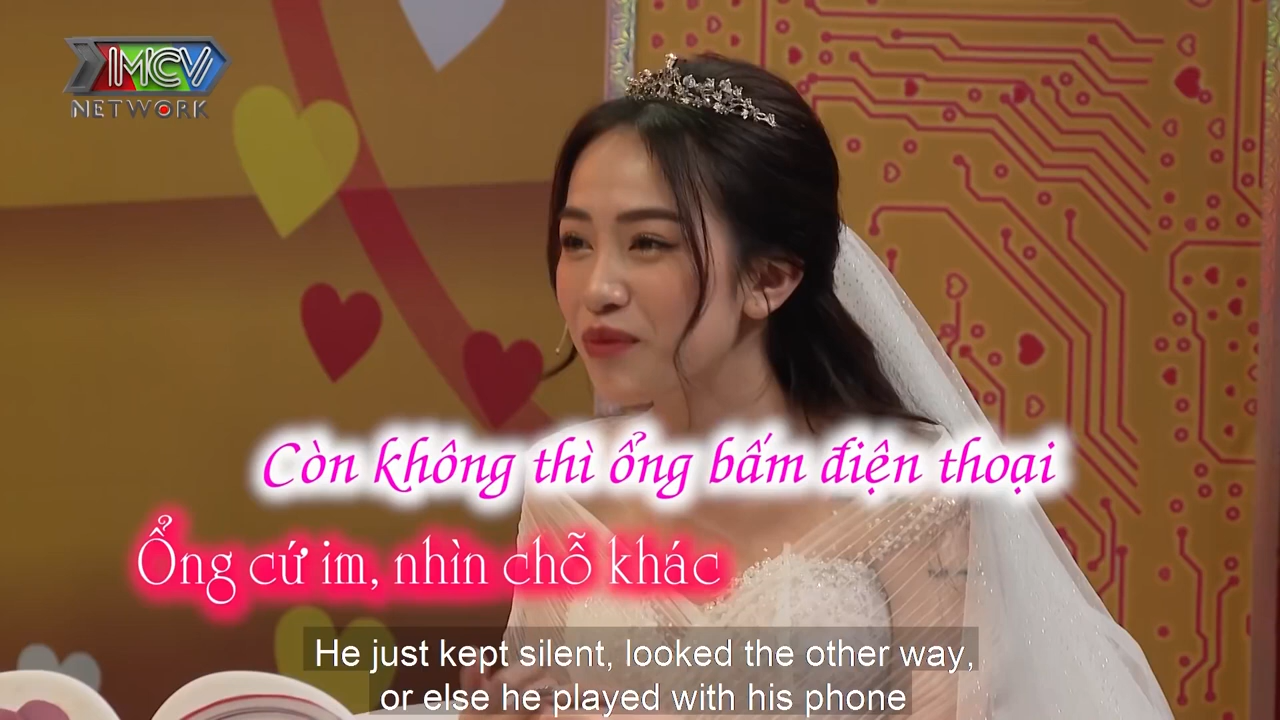 MCV
NETWORK
Còn không thì ổng bấm điện thoại
Ổng cứ im, nhìn chỗ khác
He just kept silent, looked the other way,
or else he played with his phone